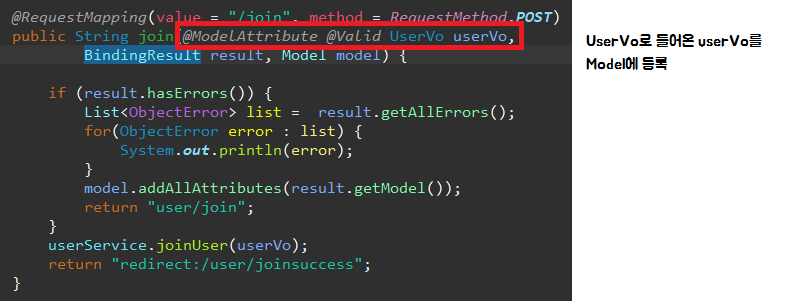 @RequestMapping(value = "/join", method = RequestMethod.POST)
public String join(@ModelAttribute @Valid UserVo userVo,
BindingResult result, Model model) {
if (result.hasErrors()) {
List<ObjectError> list =  result.getAllErrors();
for(ObjectError error : list) {
System.out.println(error);
}
model.addAllAttributes(result.getModel());
return "user/join";
}
userService.joinUser(userVo);
return "redirect:/user/joinsuccess";
}
UserVo로 들어온 userVo를
Model에 등록